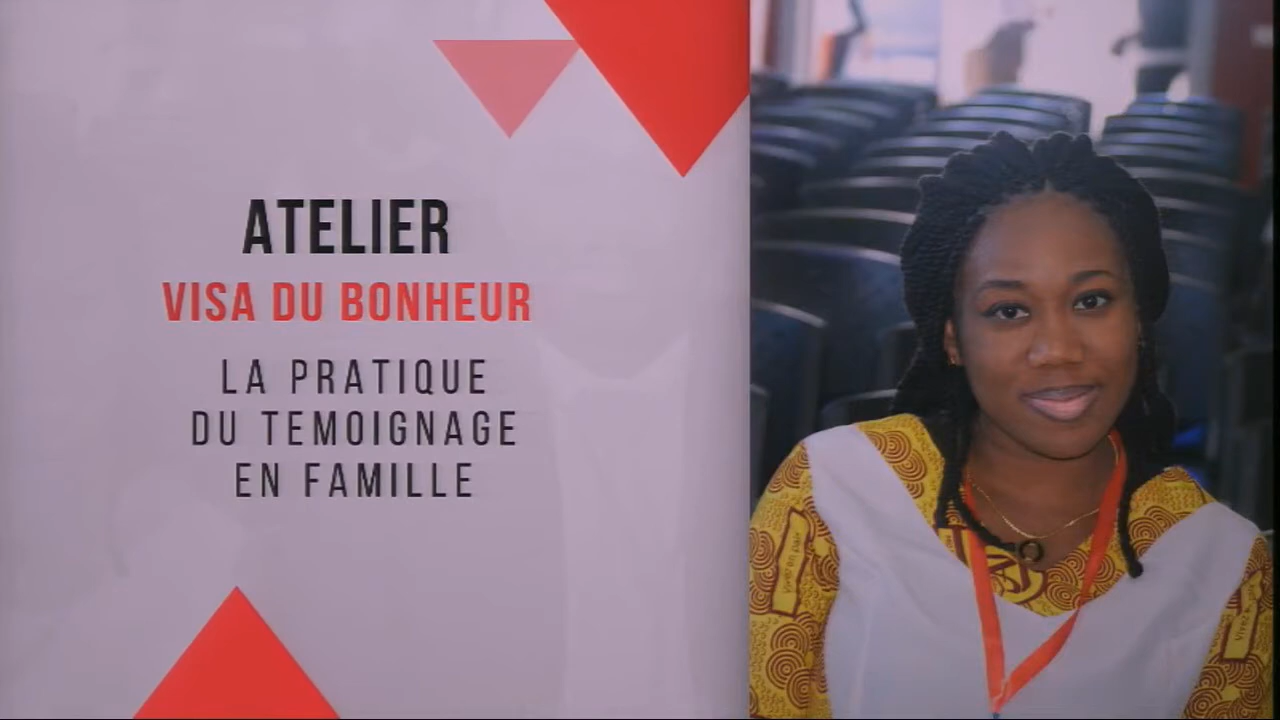 ATELIER
VISA DU BONHEUR
LA PRATIQUE
DU TEMOIGNAGE
EN FAMILLE